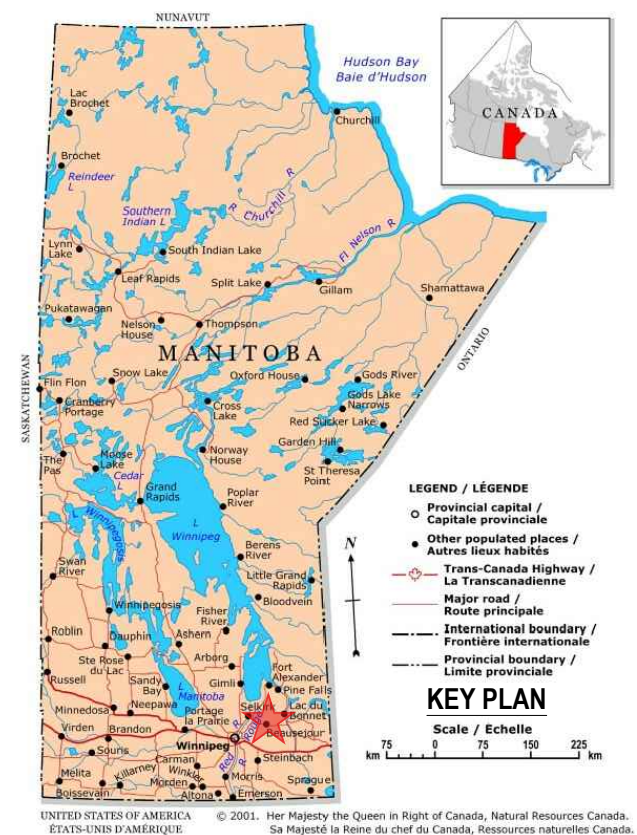 NUNAVUT
Hudson Bay
Baie d'Hudson
CANADA
Lac
Brochet
Churchill
Brochet
Reindeer
L
Southern
Indian L
R Churchill R
Fl Nelson R
Lynn
Lake
South Indian Lake
Leaf Rapids
Split Lake
Gillam
Shamattawa
Pukatawagan
Nelson
House
Thompson
MANITOBA
ONTARIO
SASKATCHEWAN
Flin Flon
Snow Lake
Oxford House
Gods River
Cranberry
Portage
Cross
Lake
Gods Lake
Narrows
Red Sucker Lake
The
Pas
Moose
Lake
Cedar
L
Norway
House
Garden Hill
St Theresa
Point
Grand
Rapids
L Winnipegosis
L
Winnipeg
Poplar
River
Berens
River
Swan
River
Little Grand
Rapids
Bloodvein
Winnipegosis
Fisher
River
Roblin
Dauphin
Ashern
Ste Rose
du Lac
Arborg
Fort
Alexander
Russell
Sandy
Bay
L
Manitoba
Gimli
Pine Falls
Minnedosa
Neepawa
Portage
la Prairie
Selkirk
Lac du
Bonnet
Virden
Brandon
Winnipeg
Beausejour
Souris
Carman
Red R
Rouge R
Steinbach
Melita
Killarney
Winkler
Morris
Sprague
Boissevain
Morden
Altona
Emerson
LEGEND / LÉGENDE
Provincial capital /
Capitale provinciale
Other populated places /
Autres lieux habités
Trans-Canada Highway /
La Transcanadienne
Major road /
Route principale
International boundary /
Frontière internationale
Provincial boundary /
Limite provinciale
N
KEY PLAN
Scale / Échelle
km 75 0 75 150 225 km
UNITED STATES OF AMERICA
ÉTATS-UNIS D'AMÉRIQUE
© 2001. Her Majesty the Queen in Right of Canada, Natural Resources Canada.
Sa Majesté la Reine du chef du Canada, Ressources naturelles Canada.